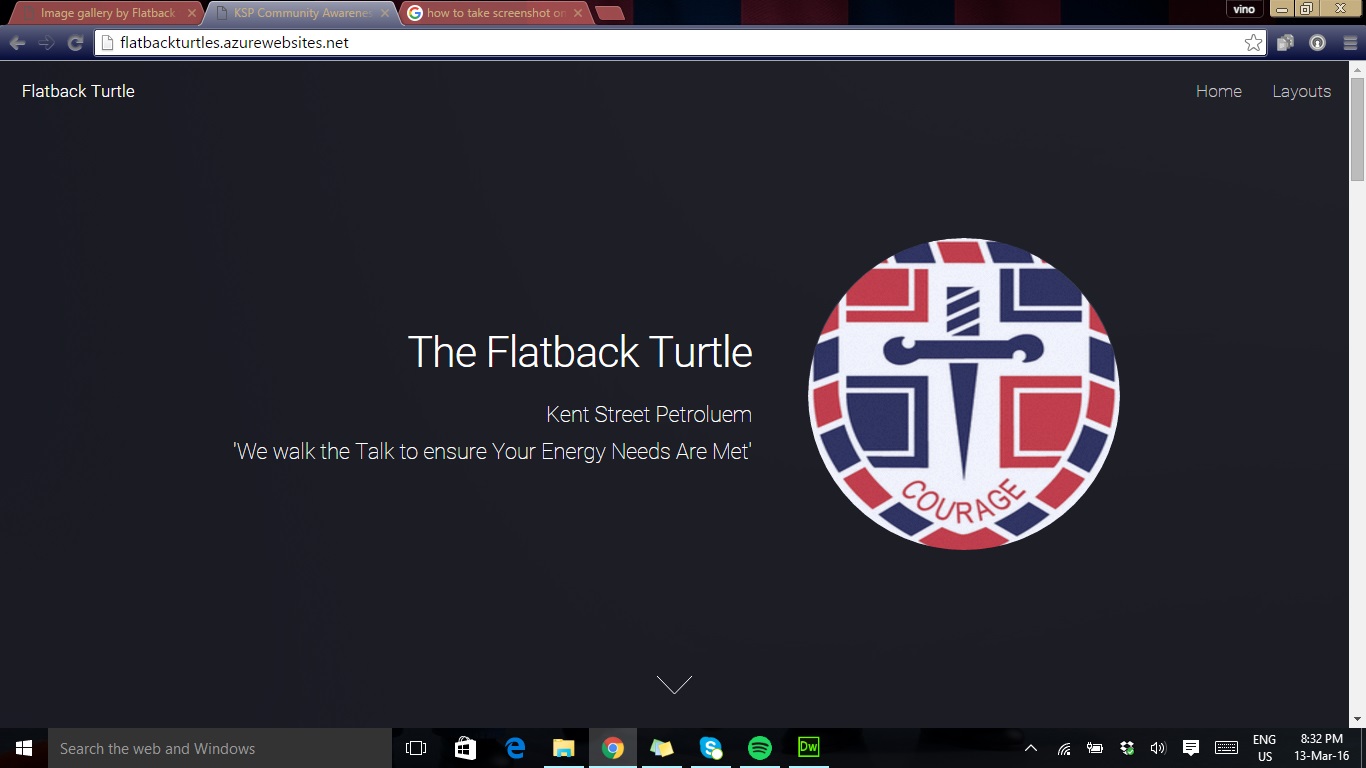 Image gallery by Flatback
KSP Community Awarenes
how to take screenshot on
vino
flatbackturtles.azurewebsites.net
Flatback Turtle
Home
Layouts
The Flatback Turtle
Kent Street Petroluem
'We walk the Talk to ensure Your Energy Needs Are Met'
COURAGE
Search the web and Windows
Dw
ENG
US
8:32 PM
13-Mar-16